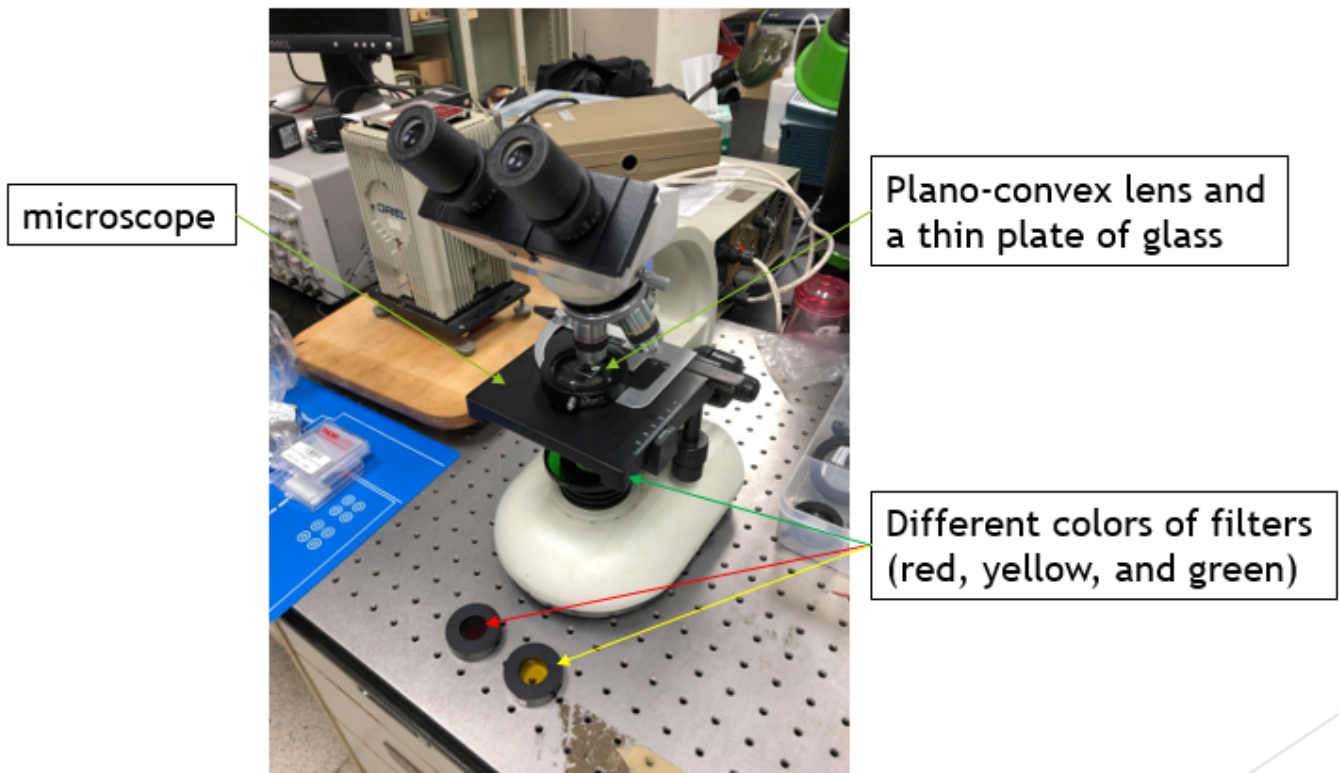 microscope
Plano-convex lens and
a thin plate of glass
Different colors of filters
(red, yellow, and green)
ORIEL